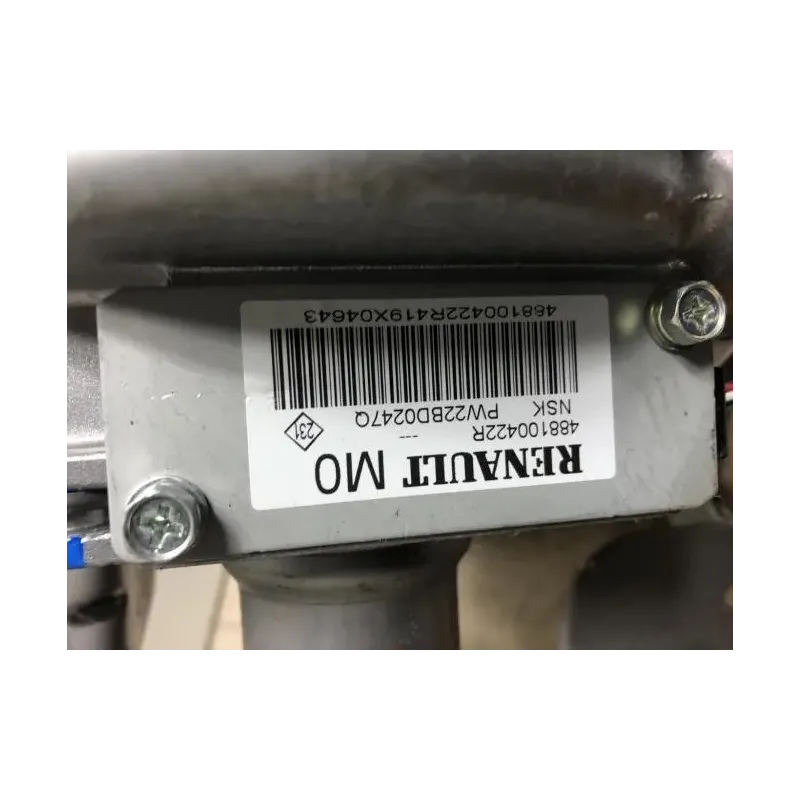 RENAULT M0
488100422R ---
NSK PW22BD0247Q 231
488100422R419X04643